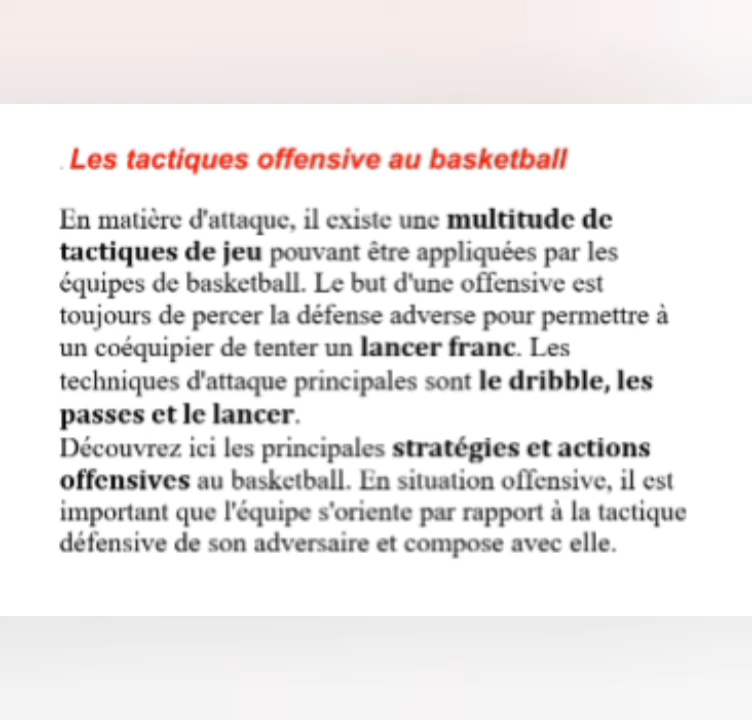 . Les tactiques offensive au basketball
En matière d'attaque, il existe une multitude de
tactiques de jeu pouvant être appliquées par les
équipes de basketball. Le but d'une offensive est
toujours de percer la défense adverse pour permettre à
un coéquipier de tenter un lancer franc. Les
techniques d'attaque principales sont le dribble, les
passes et le lancer.
Découvrez ici les principales stratégies et actions
offensives au basketball. En situation offensive, il est
important que l'équipe s'oriente par rapport à la tactique
défensive de son adversaire et compose avec elle.